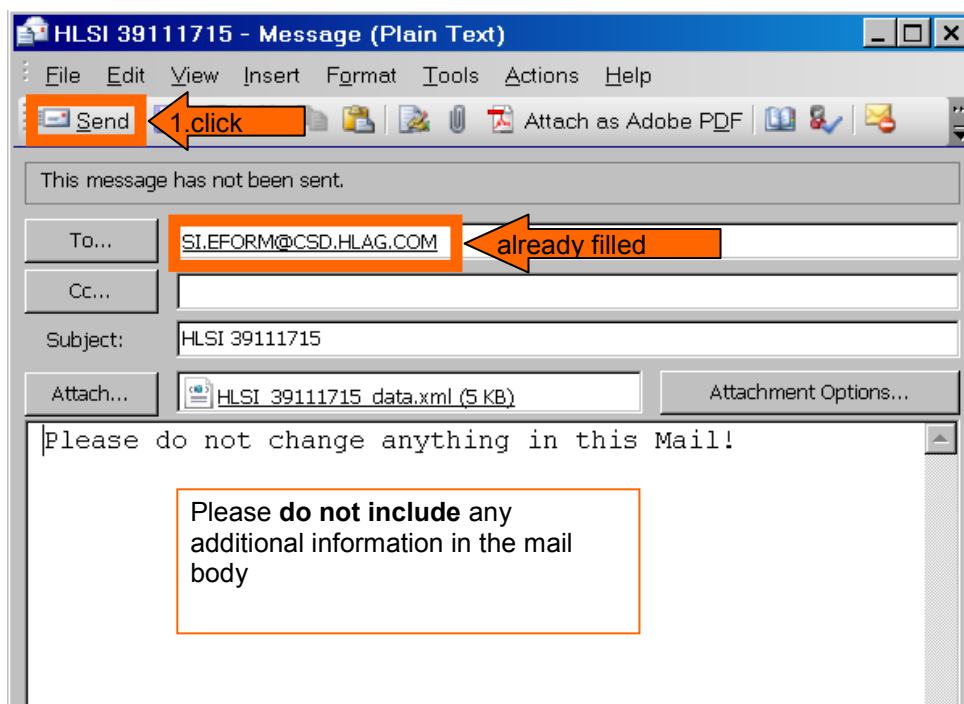 HLSI 39111715 - Message (Plain Text)
File Edit View Insert Format Tools Actions Help
Send 1.click Attach as Adobe PDF
This message has not been sent.
To... SI.EFORM@CSD.HLAG.COM already filled
Cc...
Subject: HLSI 39111715
Attach... HLSI_39111715_data.xml (5 KB) Attachment Options...
Please do not change anything in this Mail!
Please do not include any
additional information in the mail
body